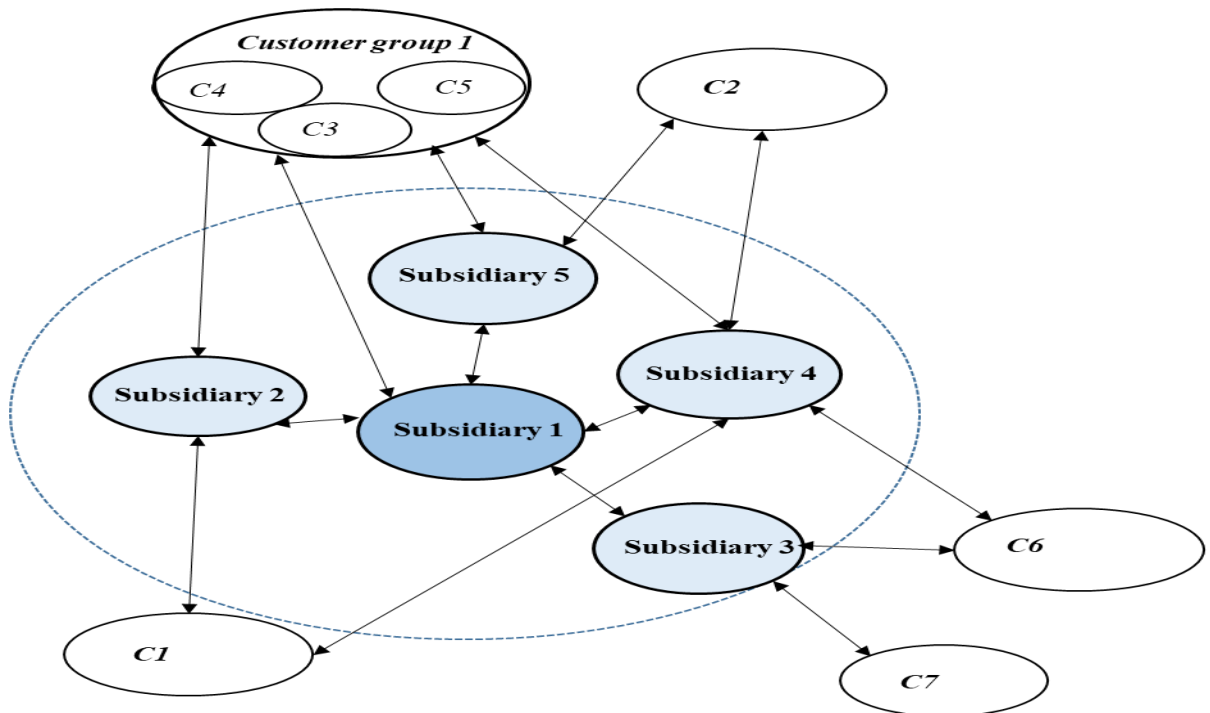 Customer group 1
C4
C5
C3
C2
Subsidiary 5
Subsidiary 4
Subsidiary 2
Subsidiary 1
Subsidiary 3
C6
C1
C7